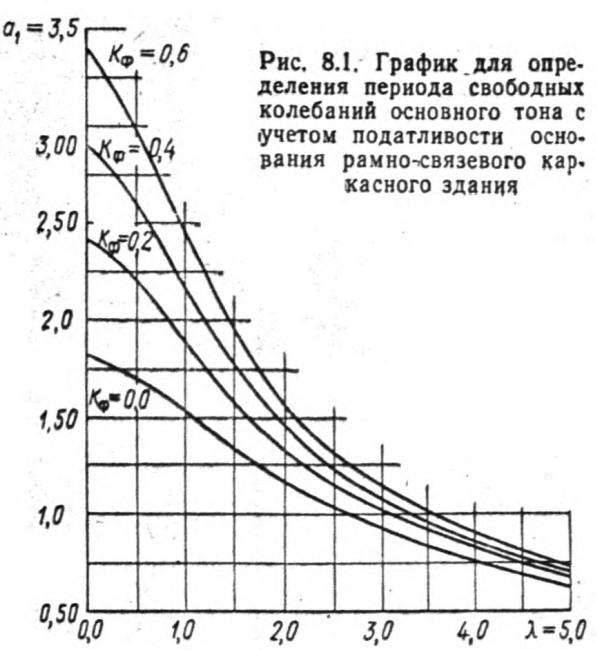 a₁ = 3,5
Kф=0,6
Рис. 8.1. График для опре-
деления периода свободных
колебаний основного тона с
учетом податливости осно-
вания рамно-связевого кар-
касного здания
3,00
Kф=0,4
2,50
Kф=0,2
2,0
Kф=0,0
1,50
1,0
0,50
0,0 1,0 2,0 3,0 4,0 λ=5,0